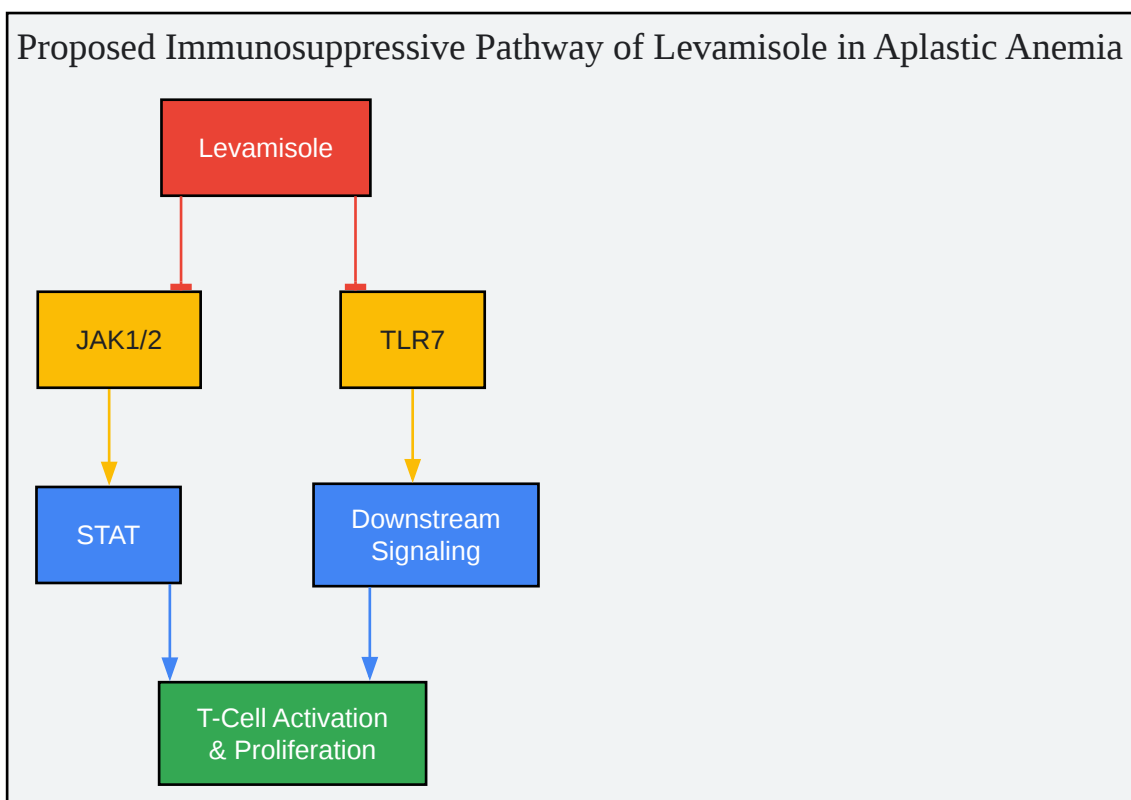 Proposed Immunosuppressive Pathway of Levamisole in Aplastic Anemia
Levamisole
JAK1/2
TLR7
STAT
Downstream
Signaling
T-Cell Activation
& Proliferation